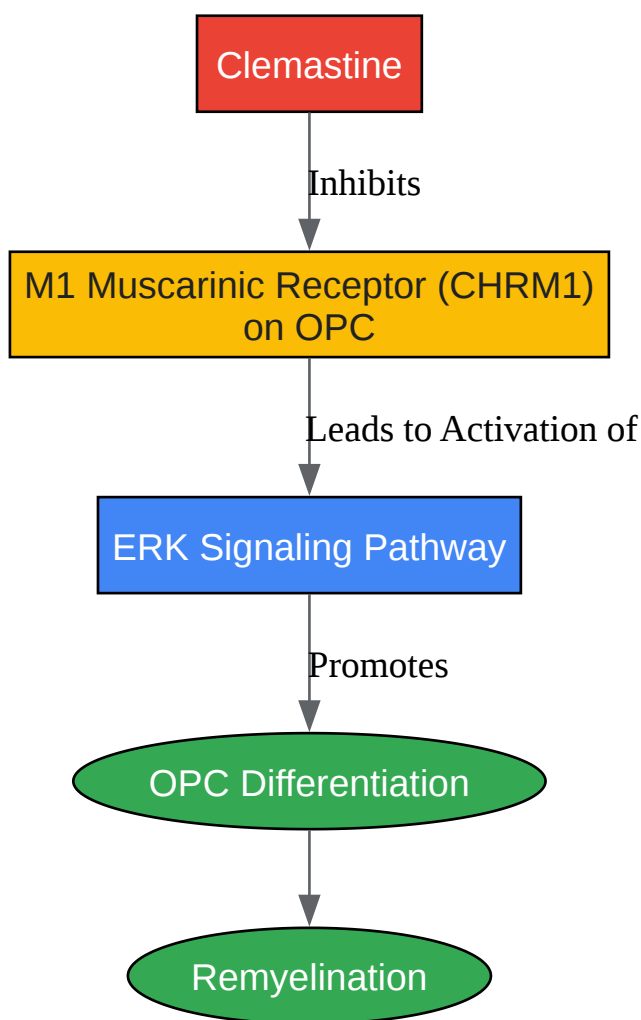 Clemastine
Inhibits
M1 Muscarinic Receptor (CHRM1)
on OPC
Leads to Activation of
ERK Signaling Pathway
Promotes
OPC Differentiation
Remyelination